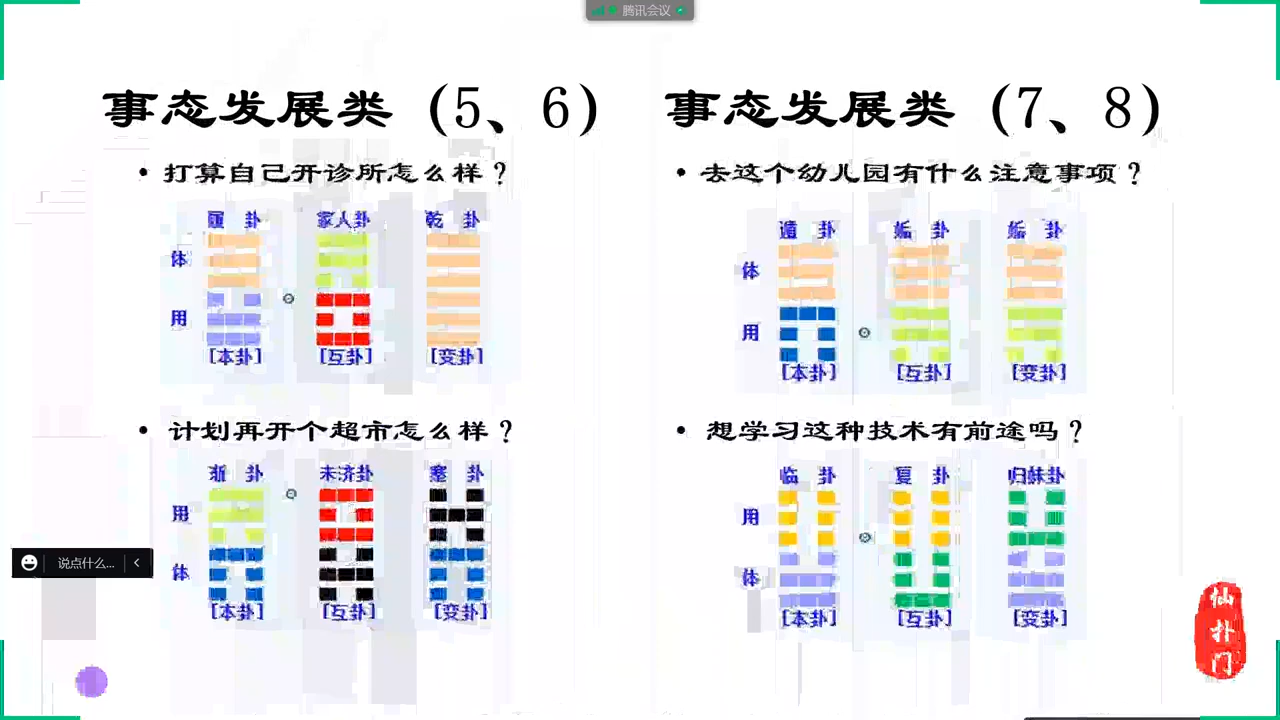 腾讯会议
事态发展类（5、6）
• 打算自己开诊所怎么样？
履 卦 家人卦 乾 卦
体
用
[本卦] [互卦] [变卦]
• 计划再开个超市怎么样？
渐 卦 未济卦 蹇 卦
用
体
[本卦] [互卦] [变卦]
事态发展类（7、8）
• 去这个幼儿园有什么注意事项？
遁 卦 姤 卦 姤 卦
体
用
[本卦] [互卦] [变卦]
• 想学习这种技术有前途吗？
临 卦 复 卦 归妹卦
用
体
[本卦] [互卦] [变卦]
说点什么...
仙
扑
门